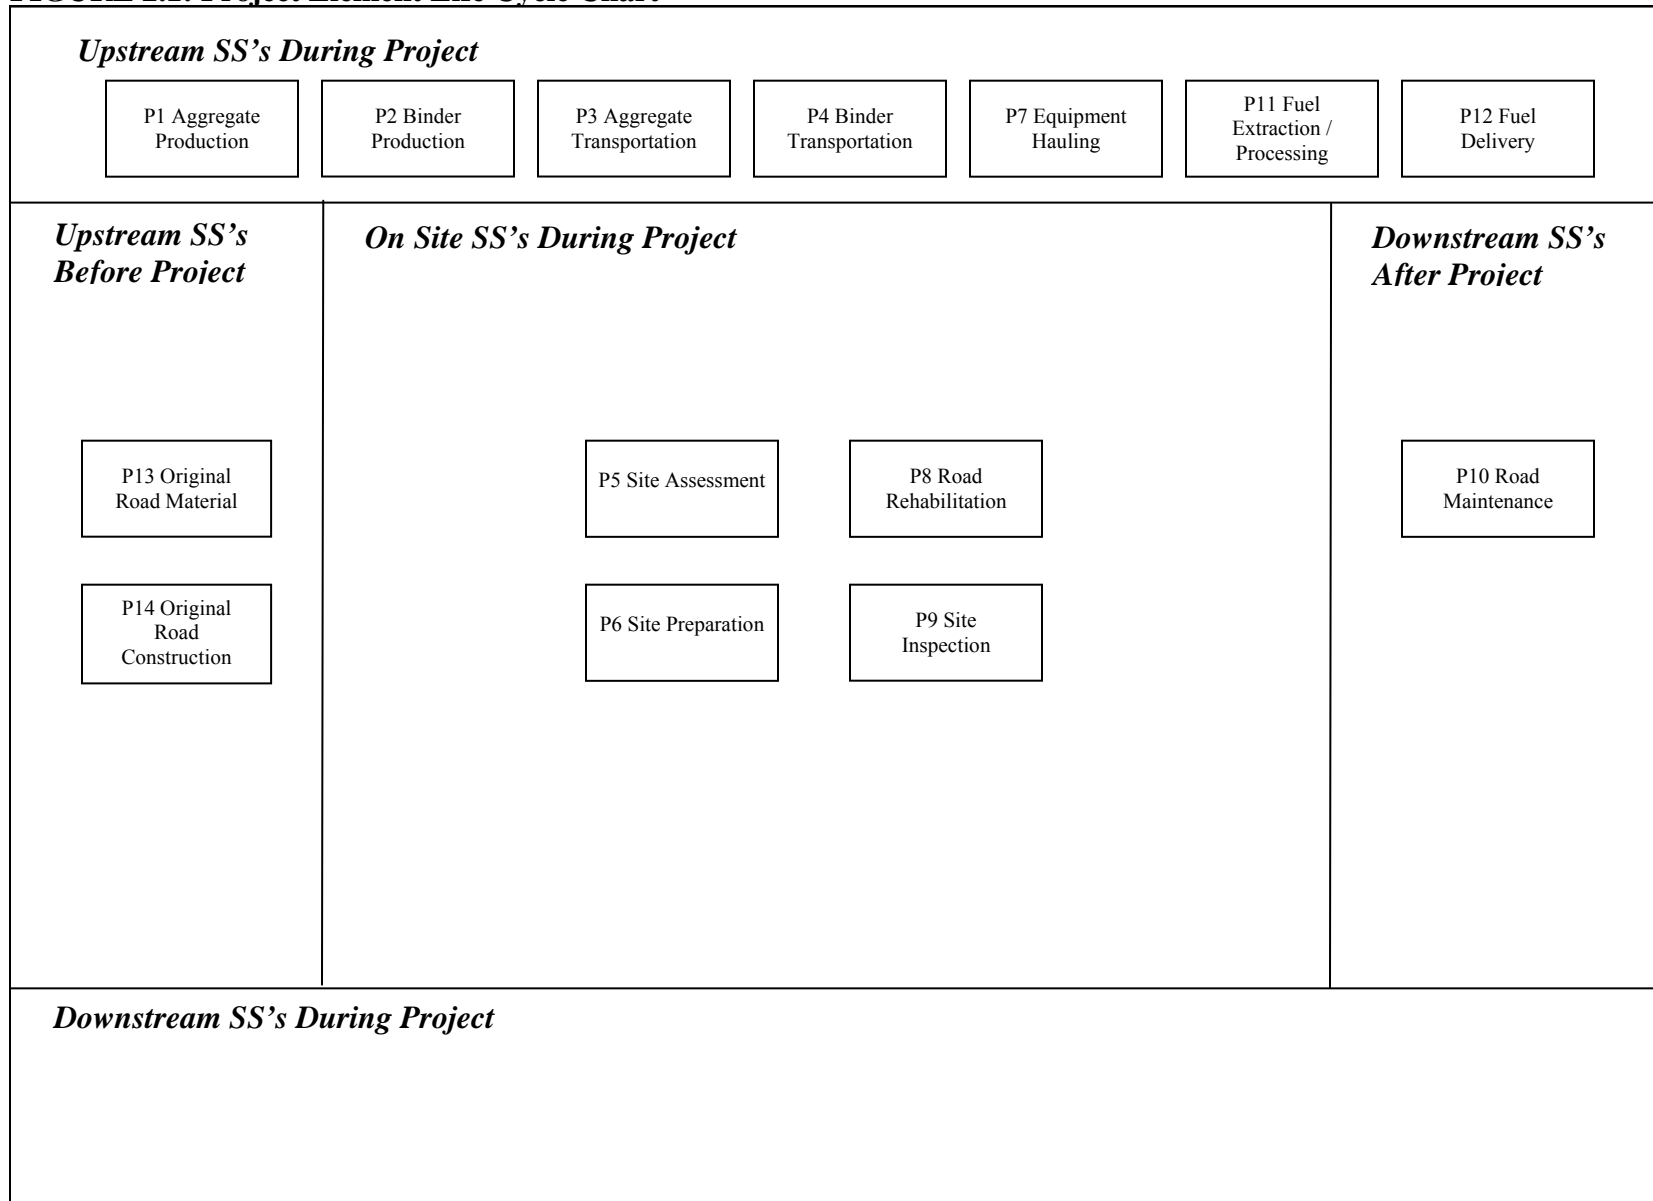 Upstream SS's During Project
P1 Aggregate
Production
P2 Binder
Production
P3 Aggregate
Transportation
P4 Binder
Transportation
P7 Equipment
Hauling
P11 Fuel
Extraction /
Processing
P12 Fuel
Delivery
Upstream SS's
Before Project
On Site SS's During Project
Downstream SS's
After Project
P13 Original
Road Material
P5 Site Assessment
P8 Road
Rehabilitation
P10 Road
Maintenance
P14 Original
Road
Construction
P6 Site Preparation
P9 Site
Inspection
Downstream SS's During Project